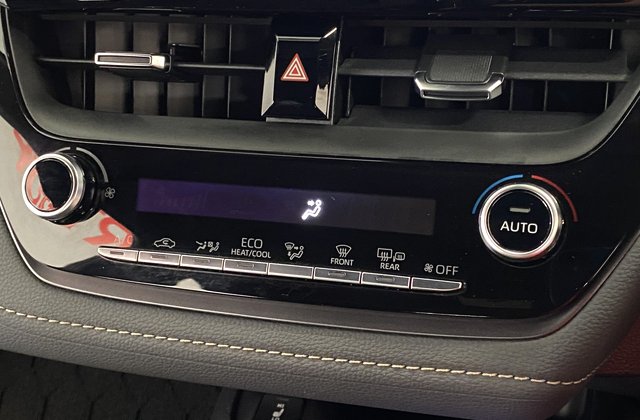 AUTO
ECO
HEAT/COOL
FRONT
REAR
OFF